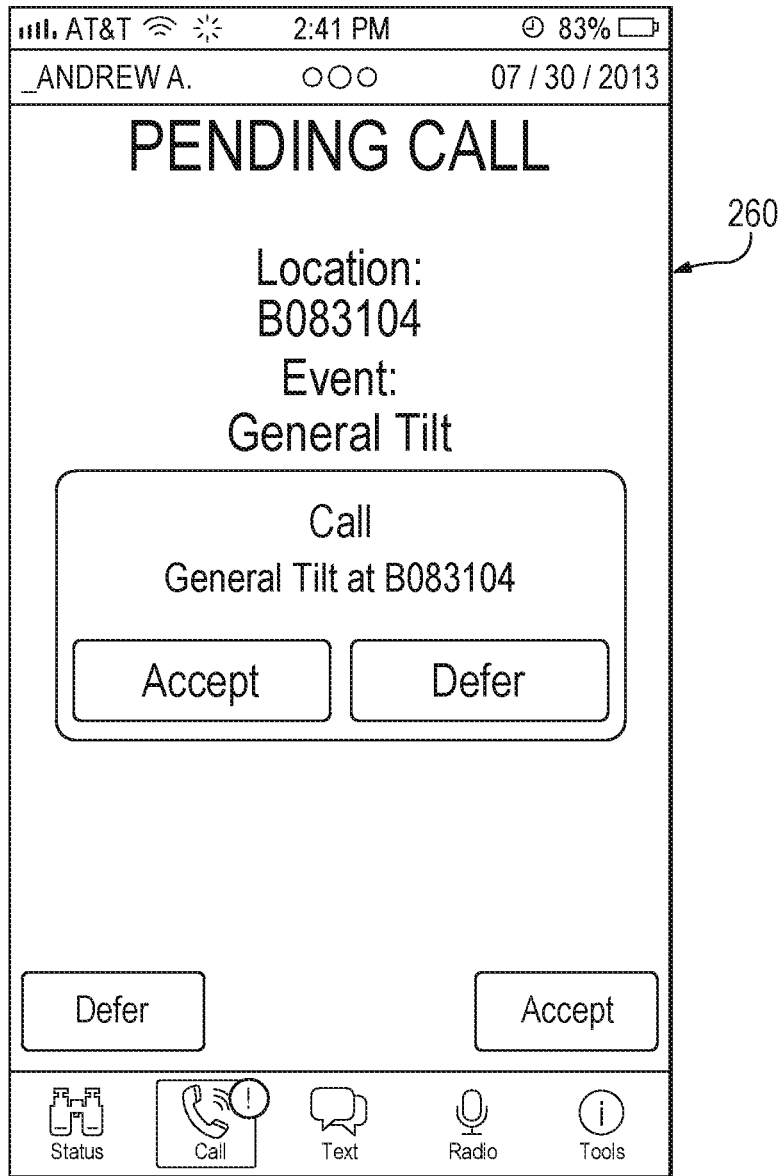 AT&T 2:41 PM 83%
_ANDREW A. 07 / 30 / 2013
PENDING CALL
260
Location:
B083104
Event:
General Tilt
Call
General Tilt at B083104
Accept Defer
Defer Accept
! i
Status Call Text Radio Tools